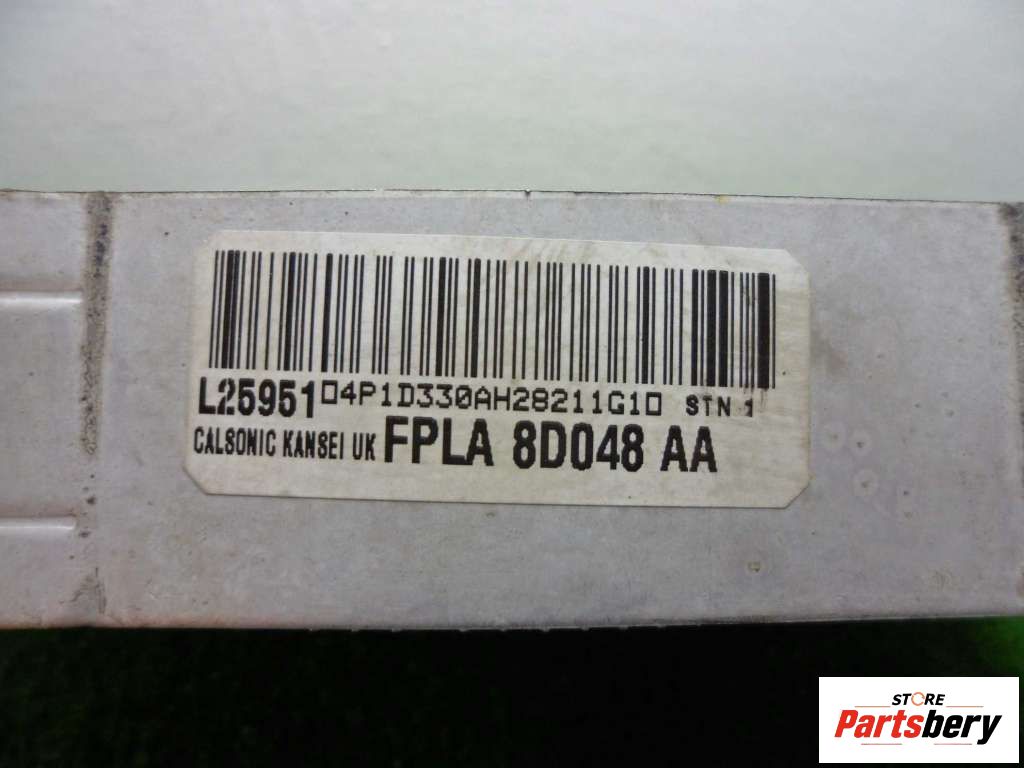 L25951 □4P1D330AH28211G1□ STN 1
CALSONIC KANSEI UK FPLA 8D048 AA
STORE
Partsbery